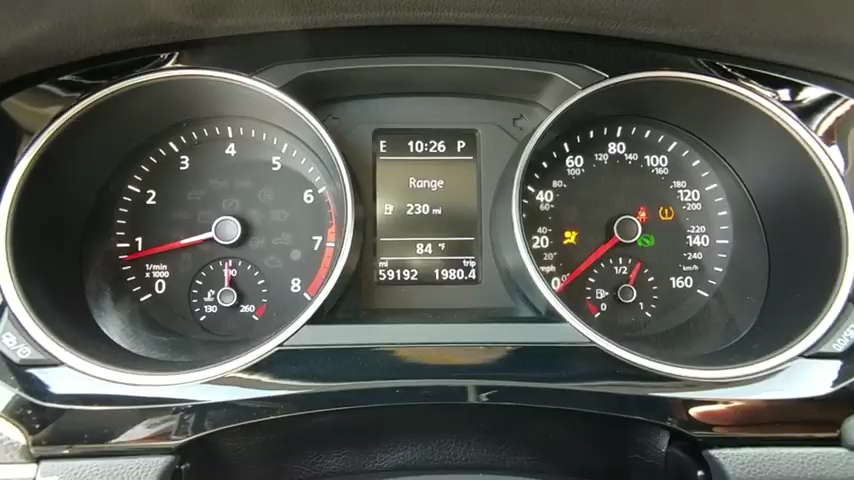 E 10:26 P
Range
230 mi
84 °F
mi trip
59192 1980.4
0 1 2 3 4 5 6 7 8
1/min
x 1000
130 190 260
0 20 40 60 80 100 120 140 160
20 60 80 100 120 140 160 180 200 220 240
mph
km/h
0 1/2 1